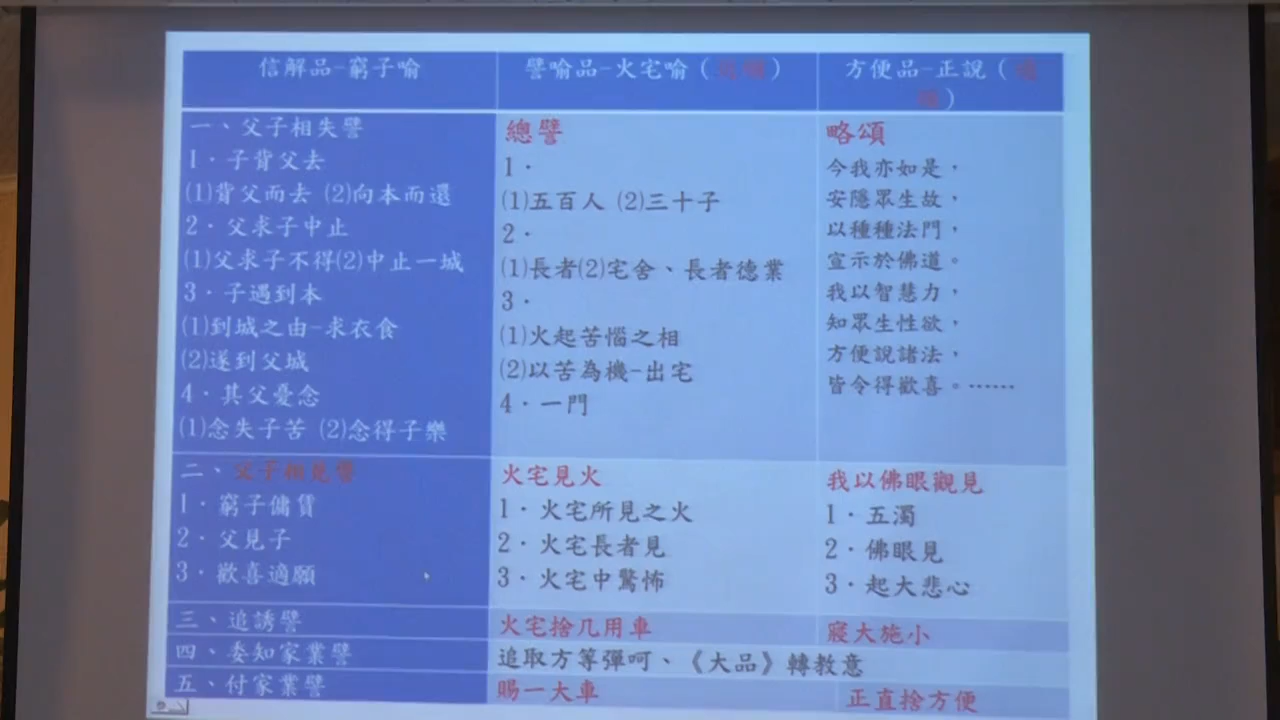 信解品-窮子喻
譬喻品-火宅喻（
）
方便品-正說（
）
一、父子相失譬
1．子背父去
(1)背父而去 (2)向本而還
2．父求子中止
(1)父求子不得(2)中止一城
3．子遇到本
(1)到城之由-求衣食
(2)遂到父城
4．其父憂念
(1)念失子苦 (2)念得子樂
總譬
1．
(1)五百人 (2)三十子
2．
(1)長者(2)宅舍、長者德業
3．
(1)火起苦惱之相
(2)以苦為機-出宅
4．一門
略頌
今我亦如是，
安隱眾生故，
以種種法門，
宣示於佛道。
我以智慧力，
知眾生性欲，
方便說諸法，
皆令得歡喜。……
二、父子相見譬
1．窮子傭賃
2．父見子
3．歡喜適願
火宅見火
1．火宅所見之火
2．火宅長者見
3．火宅中驚怖
我以佛眼觀見
1．五濁
2．佛眼見
3．起大悲心
三、追誘譬
火宅捨几用車
寢大施小
四、委知家業譬
追取方等彈呵、《大品》轉教意
五、付家業譬
賜一大車
正直捨方便